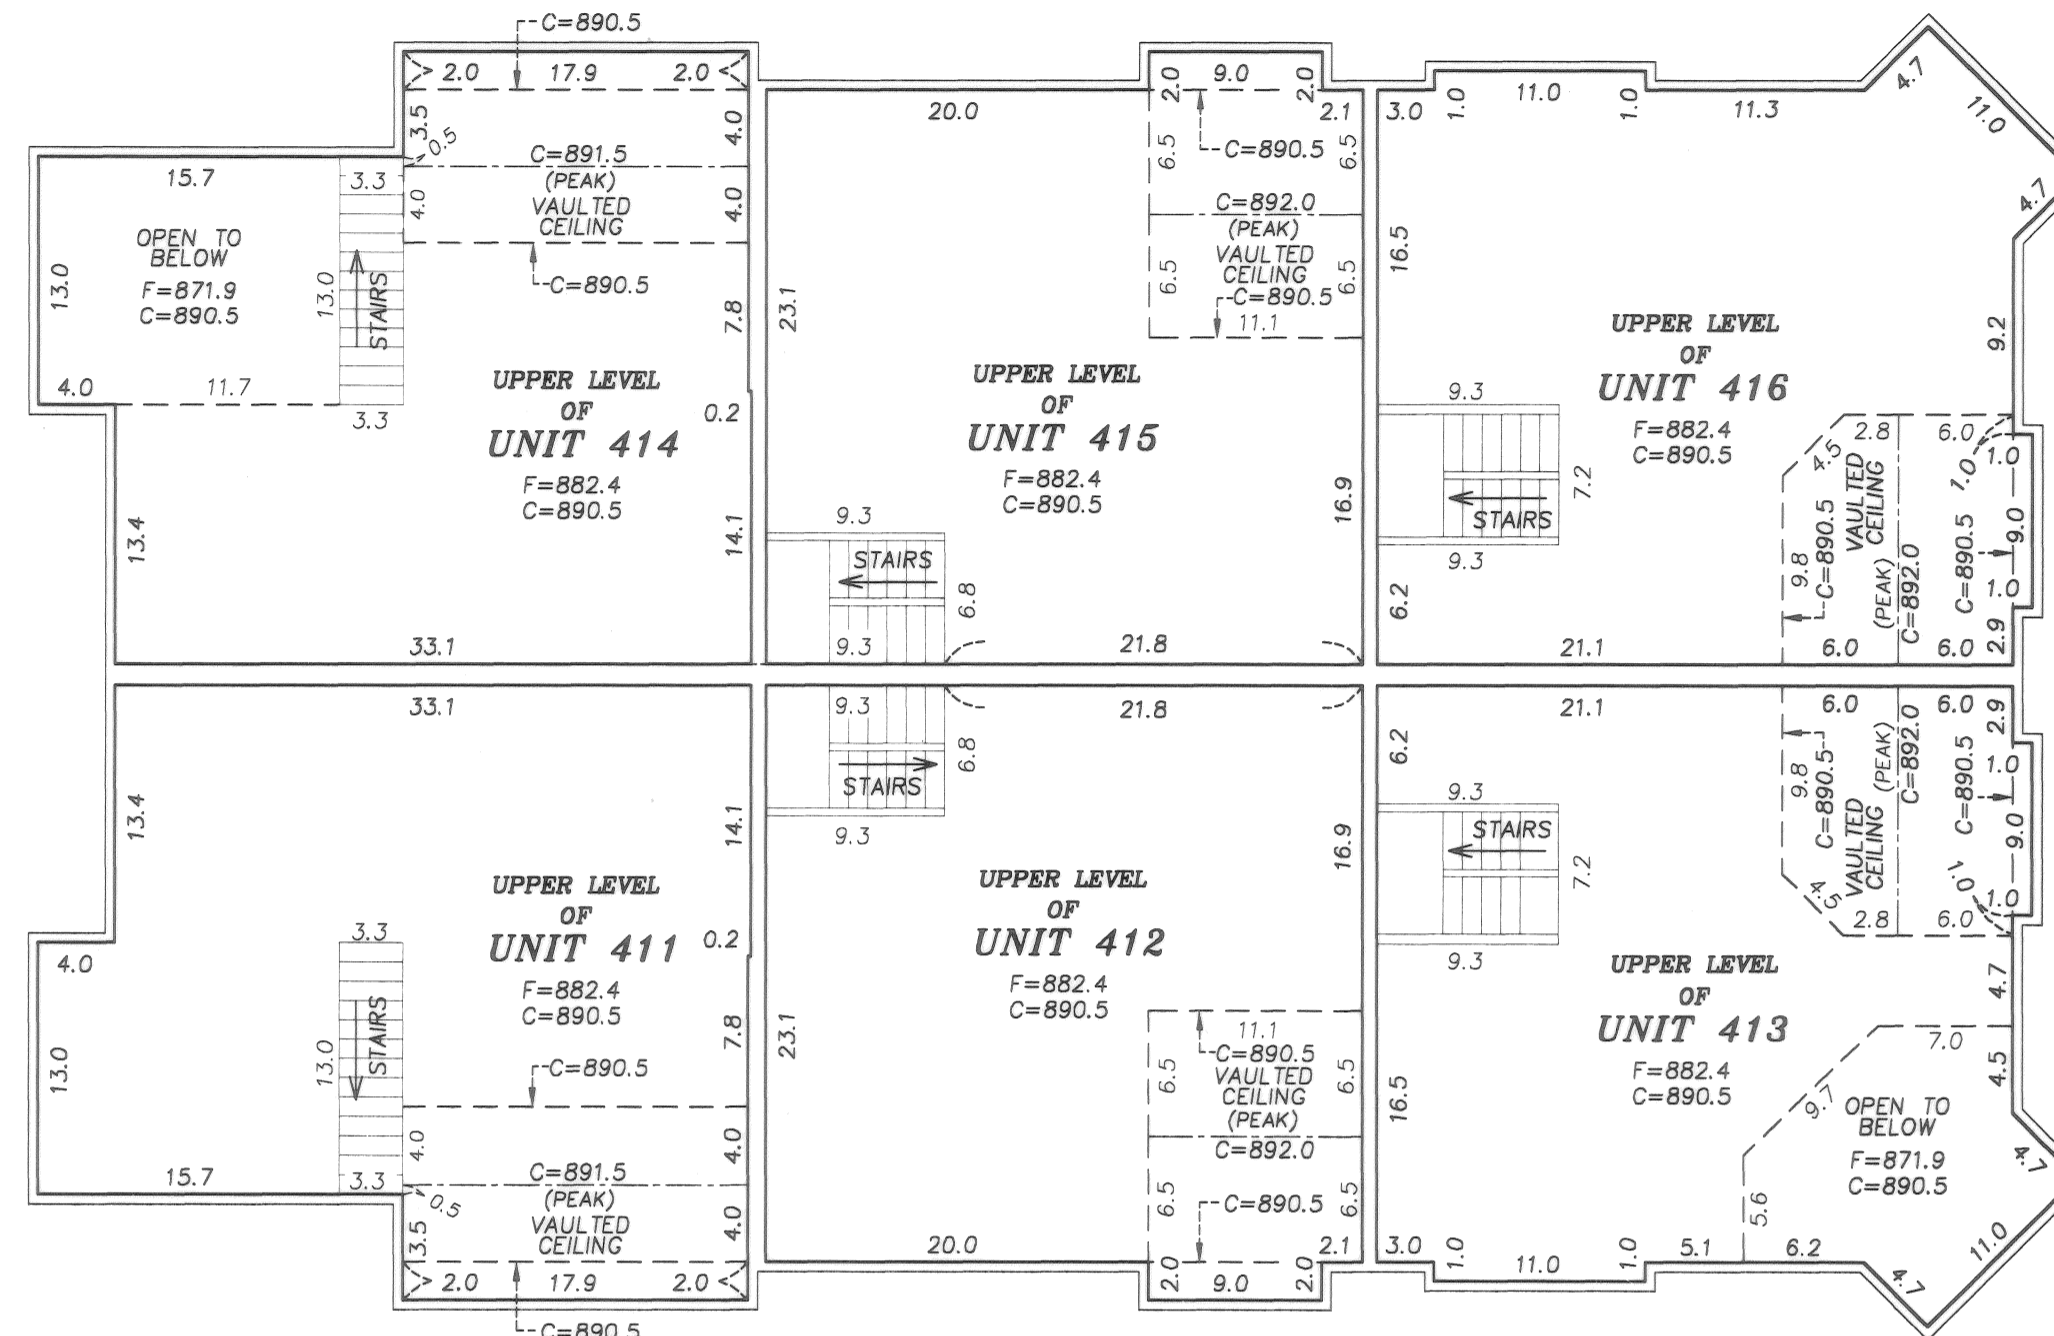 C=890.5
2.0 17.9 2.0
3.5
0.5
4.0
C=891.5
(PEAK)
VAULTED
CEILING
4.0
4.0
C=890.5
15.7
3.3
OPEN TO
BELOW
F=871.9
C=890.5
13.0
13.0
STAIRS
4.0
11.7
3.3
7.8
0.2
UPPER LEVEL
OF
UNIT 414
F=882.4
C=890.5
13.4
14.1
33.1
20.0
2.0
9.0
2.0
2.1
6.5
C=890.5
6.5
C=892.0
(PEAK)
VAULTED
CEILING
6.5
6.5
C=890.5
11.1
23.1
UPPER LEVEL
OF
UNIT 415
F=882.4
C=890.5
16.9
9.3
STAIRS
6.8
9.3
21.8
3.0
1.0
11.0
1.0
11.3
4.7
11.0
4.7
16.5
9.2
UPPER LEVEL
OF
UNIT 416
F=882.4
C=890.5
9.3
7.2
STAIRS
9.3
6.2
21.1
2.8
6.0
4.5
1.0
1.0
VAULTED
CEILING
(PEAK)
C=892.0
C=890.5
C=890.5
9.8
9.0
1.0
2.9
6.0
6.0
33.1
13.4
14.1
UPPER LEVEL
OF
UNIT 411
F=882.4
C=890.5
0.2
3.3
4.0
13.0
13.0
STAIRS
7.8
C=890.5
4.0
4.0
C=891.5
(PEAK)
VAULTED
CEILING
15.7
3.3
0.5
3.5
4.0
2.0 17.9 2.0
C=890.5
9.3
21.8
6.8
STAIRS
9.3
16.9
UPPER LEVEL
OF
UNIT 412
F=882.4
C=890.5
23.1
11.1
C=890.5
VAULTED
CEILING
(PEAK)
C=892.0
6.5
6.5
C=890.5
6.5
6.5
20.0
2.1
2.0
9.0
2.0
21.1
6.2
9.3
STAIRS
7.2
9.3
6.0
6.0
2.9
1.0
9.8
C=890.5
VAULTED
CEILING
(PEAK)
C=892.0
C=890.5
9.0
1.0
1.0
4.5
2.8
6.0
UPPER LEVEL
OF
UNIT 413
F=882.4
C=890.5
4.7
7.0
4.5
9.7
OPEN TO
BELOW
F=871.9
C=890.5
4.7
11.0
4.7
5.6
16.5
3.0
1.0
11.0
1.0
5.1
6.2